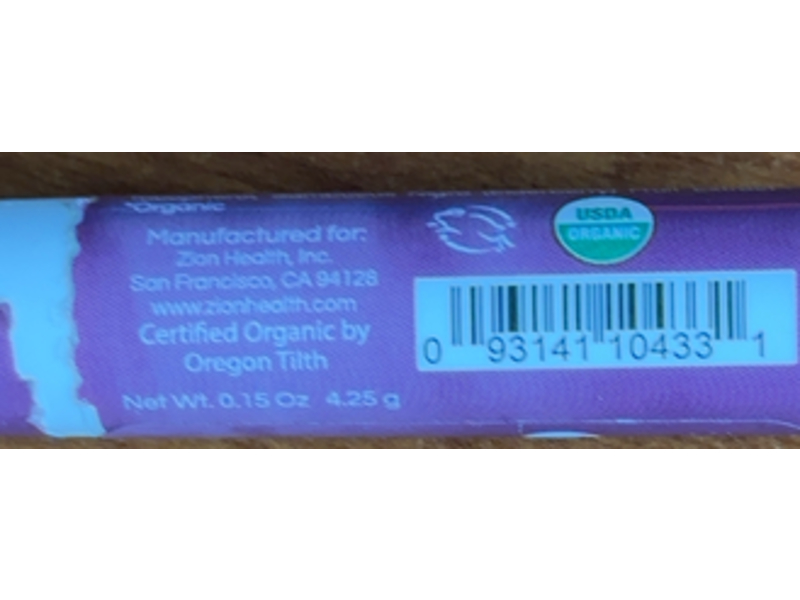 *Organic
Manufactured for:
Zion Health, Inc.
San Francisco, CA 94128
www.zionhealth.com
Certified Organic by
Oregon Tilth
Net Wt. 0.15 Oz 4.25 g
USDA
ORGANIC
0 93141 10433 1